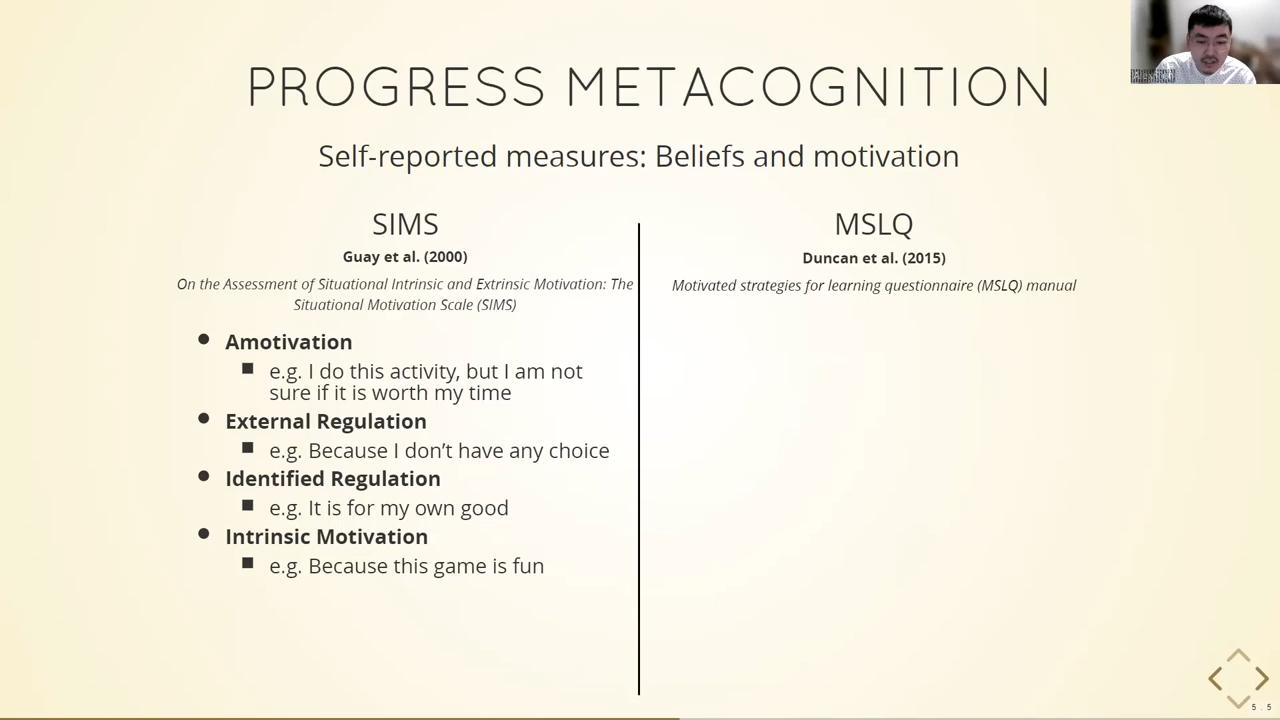 PROGRESS METACOGNITION
Self-reported measures: Beliefs and motivation
SIMS
Guay et al. (2000)
On the Assessment of Situational Intrinsic and Extrinsic Motivation: The
Situational Motivation Scale (SIMS)
• Amotivation
■ e.g. I do this activity, but I am not
sure if it is worth my time
• External Regulation
■ e.g. Because I don’t have any choice
• Identified Regulation
■ e.g. It is for my own good
• Intrinsic Motivation
■ e.g. Because this game is fun
MSLQ
Duncan et al. (2015)
Motivated strategies for learning questionnaire (MSLQ) manual
5.5